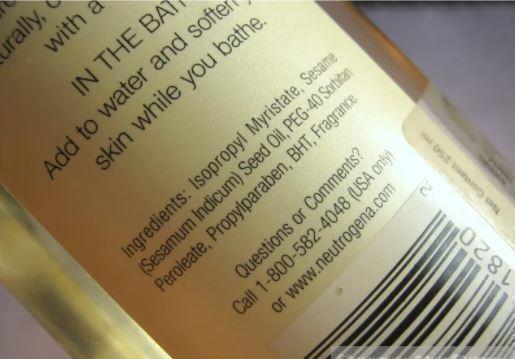 with a
IN THE BAT
Add to water and soften y
skin while you bathe.
Ingredients: Isopropyl Myristate, Sesame
(Sesamum Indicum) Seed Oil, PEG-40 Sorbitan
Peroleate, Propylparaben, BHT, Fragrance
Questions or Comments?
Call 1-800-582-4048 (USA only)
or www.neutrogena.com
Net Content 250 ml
2
1820